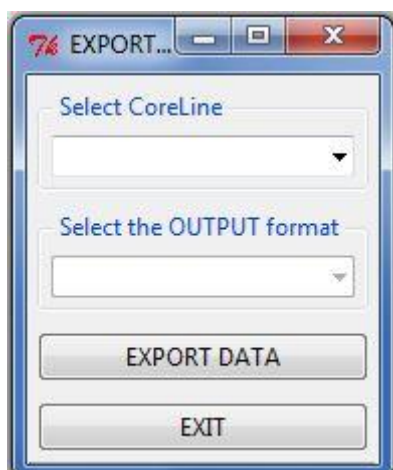 EXPORT...
Select CoreLine
Select the OUTPUT format
EXPORT DATA
EXIT